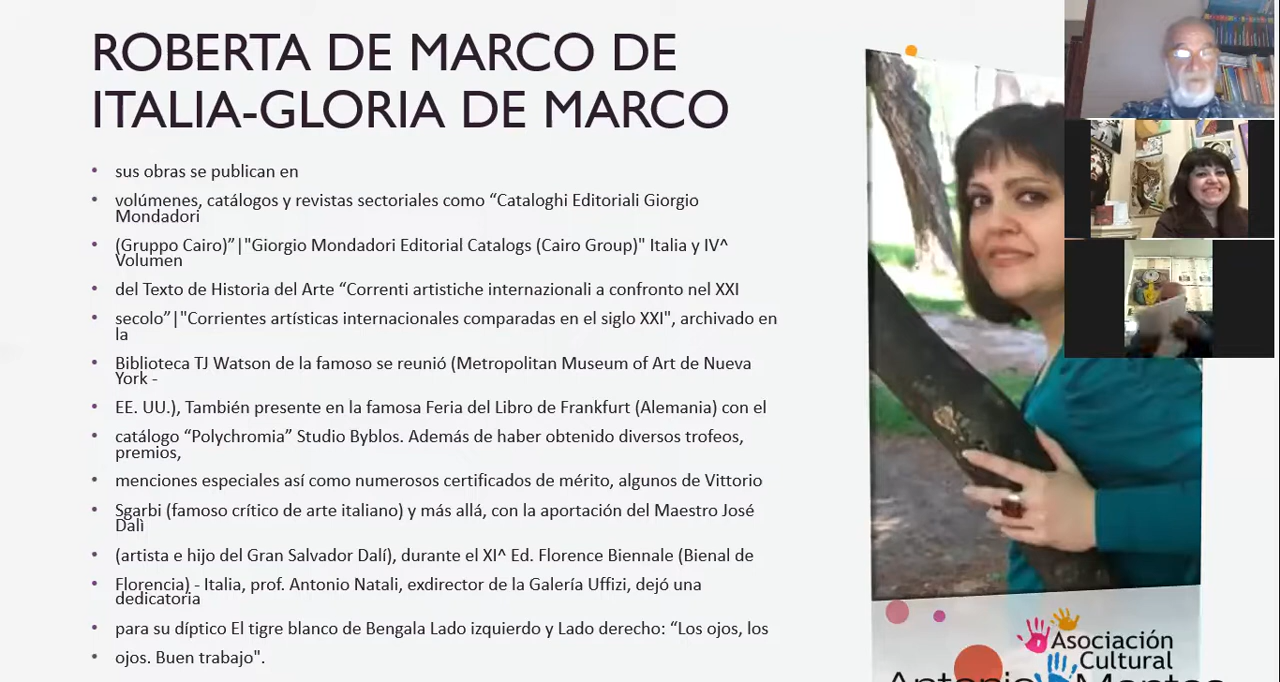 ROBERTA DE MARCO DE
ITALIA-GLORIA DE MARCO
• sus obras se publican en
• volúmenes, catálogos y revistas sectoriales como “Cataloghi Editoriali Giorgio
Mondadori
• (Gruppo Cairo)”|"Giorgio Mondadori Editorial Catalogs (Cairo Group)" Italia y IV^
Volumen
• del Texto de Historia del Arte “Correnti artistiche internazionali a confronto nel XXI
• secolo”|"Corrientes artísticas internacionales comparadas en el siglo XXI", archivado en
la
• Biblioteca TJ Watson de la famoso se reunió (Metropolitan Museum of Art de Nueva
York -
• EE. UU.), También presente en la famosa Feria del Libro de Frankfurt (Alemania) con el
• catálogo “Polychromia” Studio Byblos. Además de haber obtenido diversos trofeos,
premios,
• menciones especiales así como numerosos certificados de mérito, algunos de Vittorio
• Sgarbi (famoso crítico de arte italiano) y más allá, con la aportación del Maestro José
Dalì
• (artista e hijo del Gran Salvador Dalí), durante el XI^ Ed. Florence Biennale (Bienal de
• Florencia) - Italia, prof. Antonio Natali, exdirector de la Galería Uffizi, dejó una
dedicatoria
• para su díptico El tigre blanco de Bengala Lado izquierdo y Lado derecho: “Los ojos, los
• ojos. Buen trabajo".
Asociación
Cultural
Antonio Montes